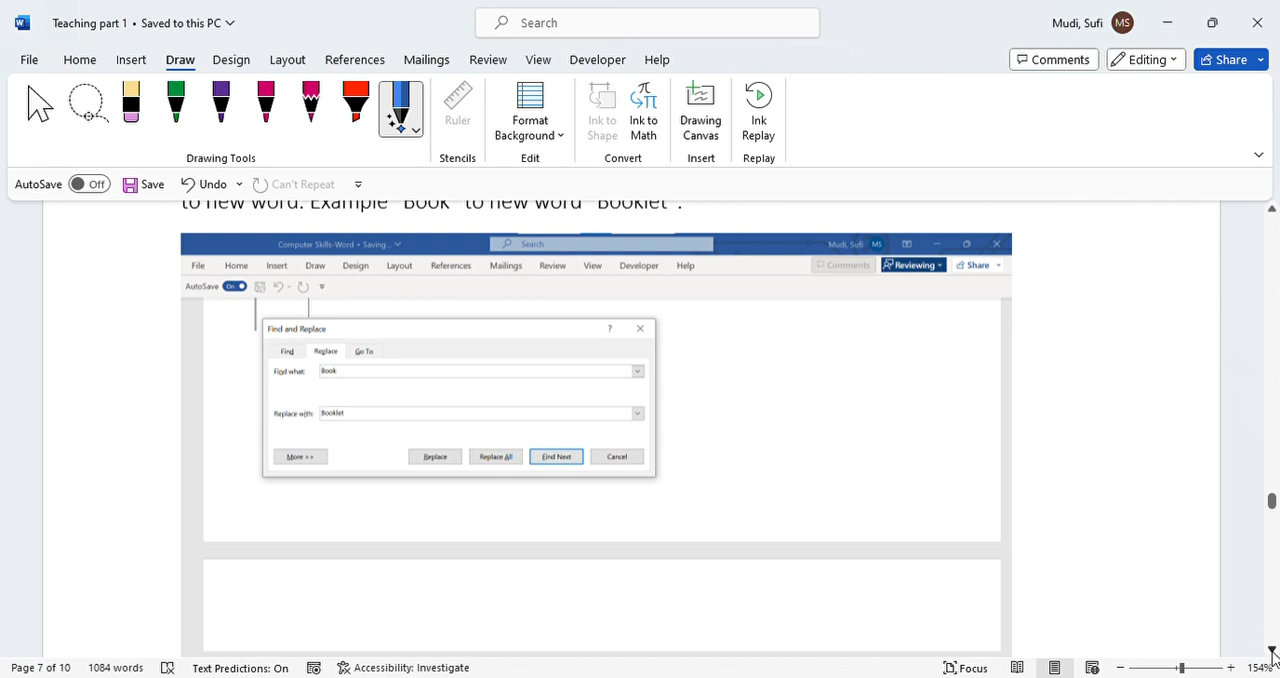 Teaching part 1 • Saved to this PC
Search
Mudi, Sufi MS
File Home Insert Draw Design Layout References Mailings Review View Developer Help
Comments Editing Share
Ruler
Format Background
Ink to Shape
Ink to Math
Drawing Canvas
Ink Replay
Drawing Tools Stencils Edit Convert Insert Replay
AutoSave Off Save Undo Can't Repeat
to new word. Example "Book" to new word "Booklet".
Computer Skills-Word • Saving...
Search
Mudi, Sufi MS
File Home Insert Draw Design Layout References Mailings Review View Developer Help
Comments Reviewing Share
AutoSave On
Find and Replace ?
Find Replace Go To
Find what: Book
Replace with: Booklet
More >> Replace Replace All Find Next Cancel
Page 7 of 10 1084 words Text Predictions: On Accessibility: Investigate Focus 154%